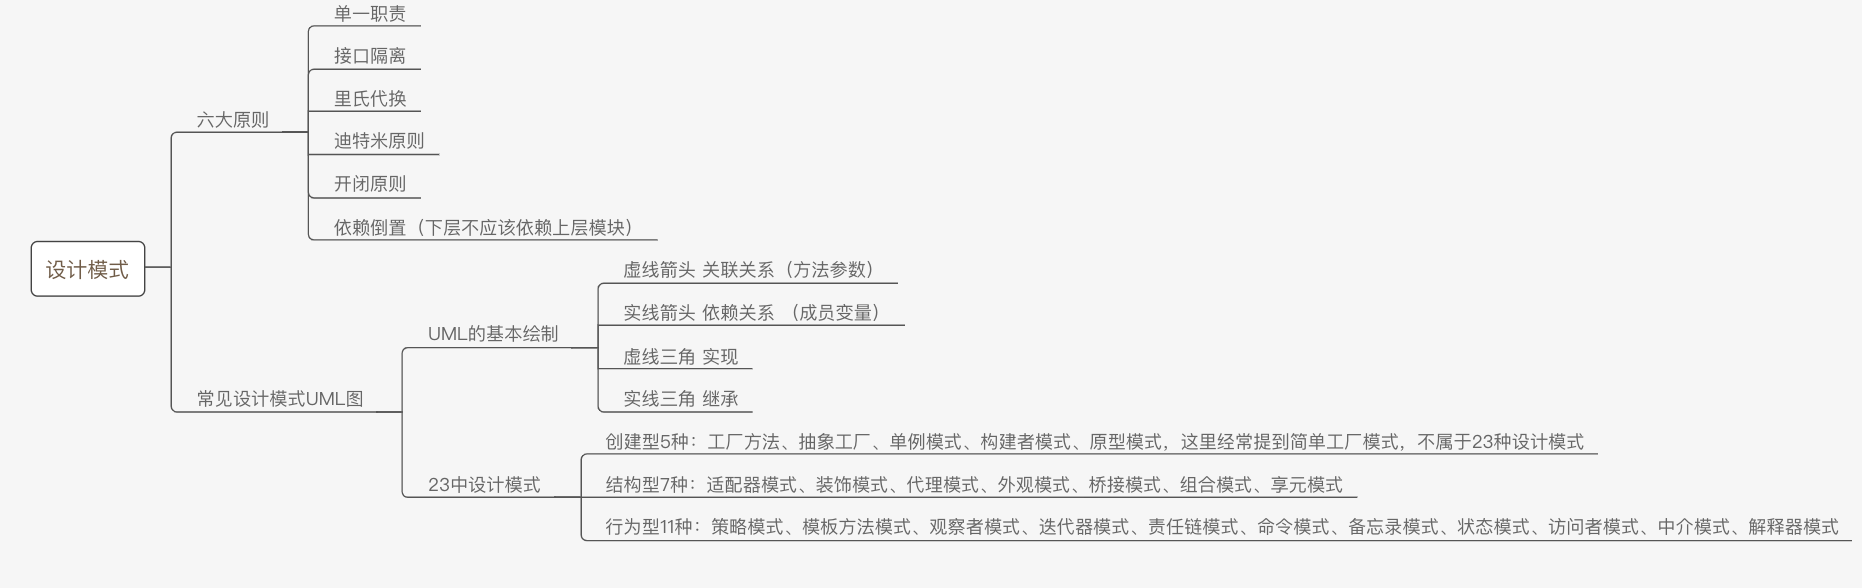 单一职责
接口隔离
里氏代换
六大原则
迪特米原则
开闭原则
依赖倒置（下层不应该依赖上层模块）
设计模式
虚线箭头 关联关系（方法参数）
实线箭头 依赖关系 （成员变量）
UML的基本绘制
虚线三角 实现
实线三角 继承
常见设计模式UML图
创建型5种：工厂方法、抽象工厂、单例模式、构建者模式、原型模式，这里经常提到简单工厂模式，不属于23种设计模式
23中设计模式
结构型7种：适配器模式、装饰模式、代理模式、外观模式、桥接模式、组合模式、享元模式
行为型11种：策略模式、模板方法模式、观察者模式、迭代器模式、责任链模式、命令模式、备忘录模式、状态模式、访问者模式、中介模式、解释器模式